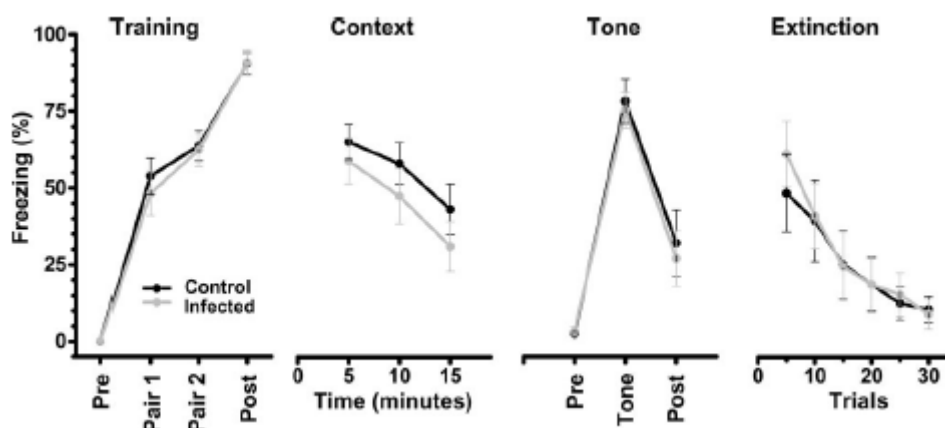 Training Context Tone Extinction
100
75
50
25
0
Freezing (%)
Control
Infected
Pre Pair 1 Pair 2 Post
0 5 10 15
Time (minutes)
Pre Tone Post
0 10 20 30
Trials